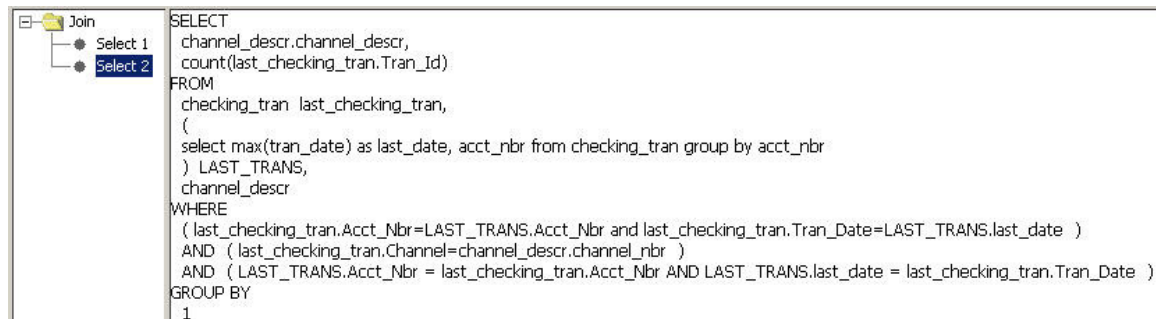 Join
Select 1
Select 2
SELECT
channel_descr.channel_descr,
count(last_checking_tran.Tran_Id)
FROM
checking_tran last_checking_tran,
(
select max(tran_date) as last_date, acct_nbr from checking_tran group by acct_nbr
) LAST_TRANS,
channel_descr
WHERE
( last_checking_tran.Acct_Nbr=LAST_TRANS.Acct_Nbr and last_checking_tran.Tran_Date=LAST_TRANS.last_date )
AND ( last_checking_tran.Channel=channel_descr.channel_nbr )
AND ( LAST_TRANS.Acct_Nbr = last_checking_tran.Acct_Nbr AND LAST_TRANS.last_date = last_checking_tran.Tran_Date )
GROUP BY
1